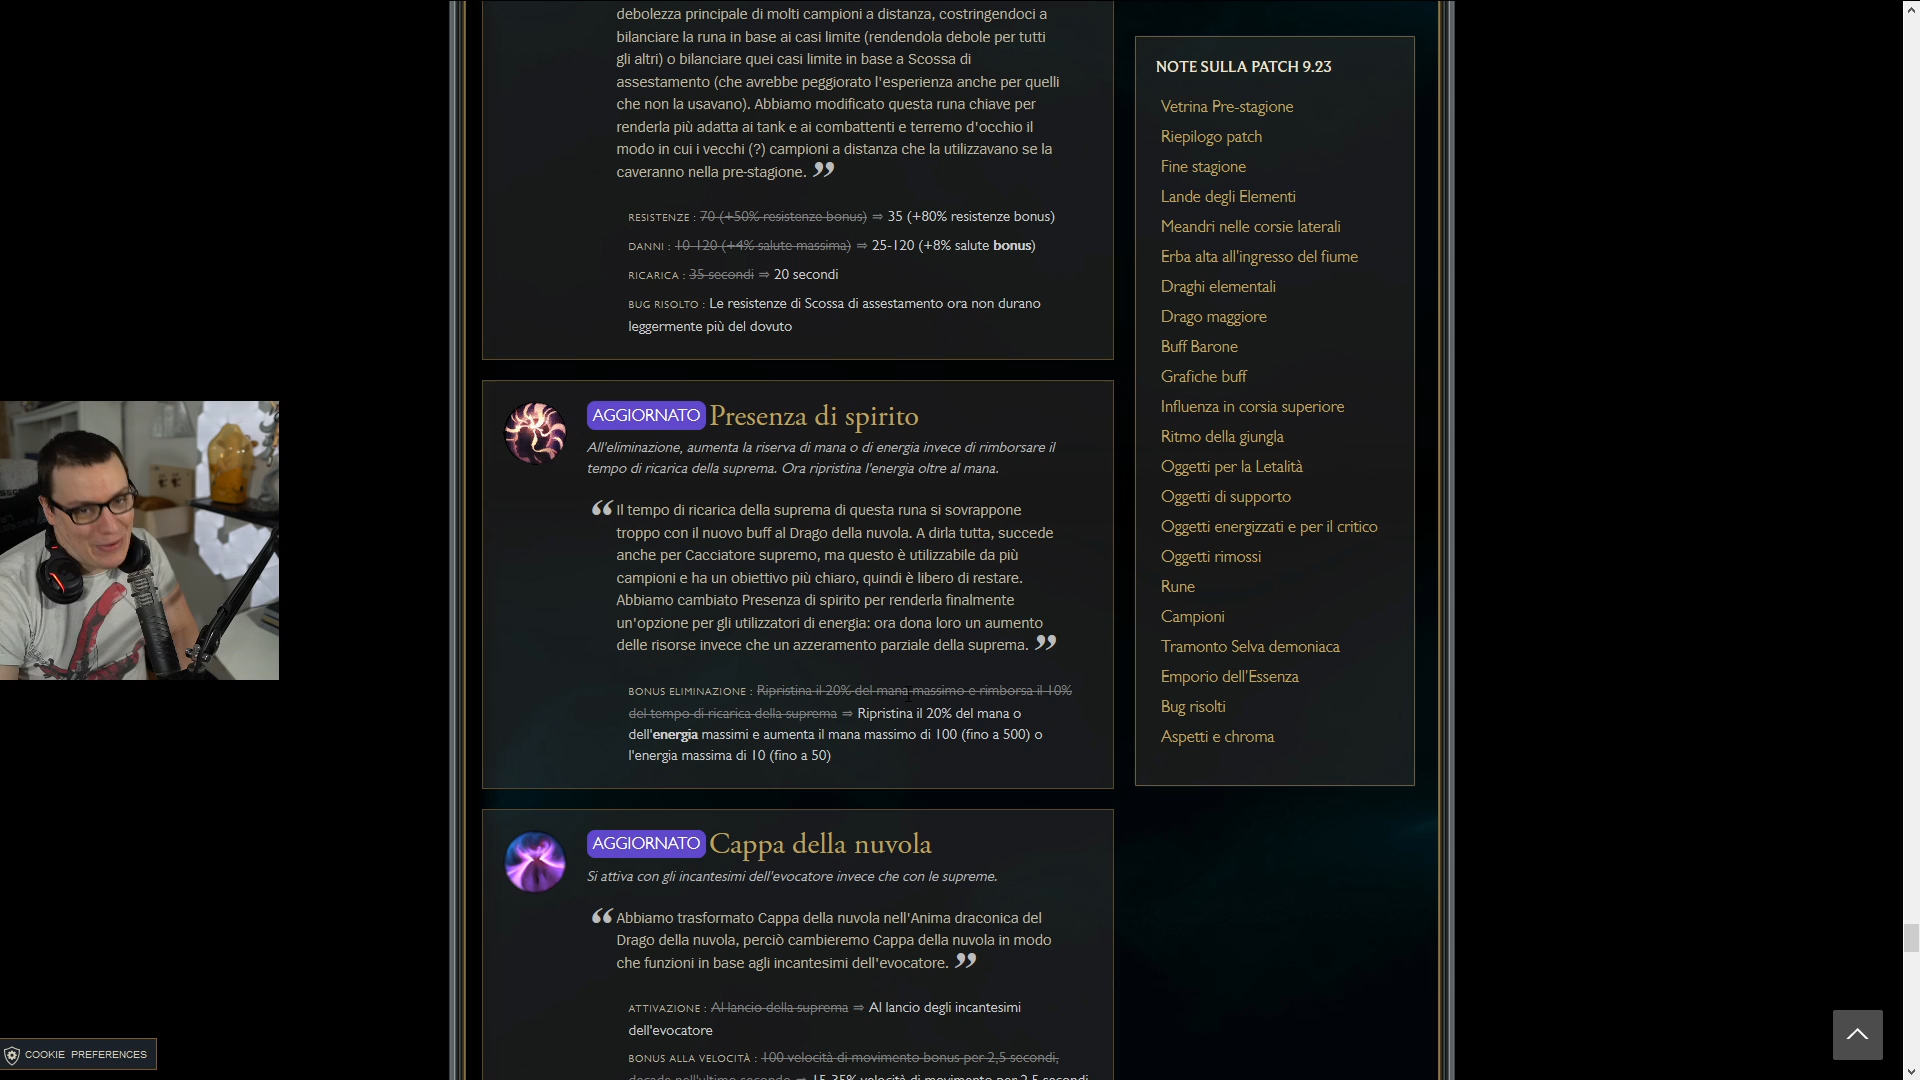 debolezza principale di molti campioni a distanza, costringendoci a
bilanciare la runa in base ai casi limite (rendendola debole per tutti
gli altri) o bilanciare quei casi limite in base a Scossa di
assestamento (che avrebbe peggiorato l'esperienza anche per quelli
che non la usavano). Abbiamo modificato questa runa chiave per
renderla più adatta ai tank e ai combattenti e terremo d'occhio il
modo in cui i vecchi (?) campioni a distanza che la utilizzavano se la
caveranno nella pre-stagione. ”
RESISTENZE : 70 (+50% resistenze bonus) ⇒ 35 (+80% resistenze bonus)
DANNI : 10-120 (+4% salute massima) ⇒ 25-120 (+8% salute bonus)
RICARICA : 35 secondi ⇒ 20 secondi
BUG RISOLTO : Le resistenze di Scossa di assestamento ora non durano
leggermente più del dovuto
AGGIORNATO Presenza di spirito
All'eliminazione, aumenta la riserva di mana o di energia invece di rimborsare il
tempo di ricarica della suprema. Ora ripristina l'energia oltre al mana.
“ Il tempo di ricarica della suprema di questa runa si sovrappone
troppo con il nuovo buff al Drago della nuvola. A dirla tutta, succede
anche per Cacciatore supremo, ma questo è utilizzabile da più
campioni e ha un obiettivo più chiaro, quindi è libero di restare.
Abbiamo cambiato Presenza di spirito per renderla finalmente
un'opzione per gli utilizzatori di energia: ora dona loro un aumento
delle risorse invece che un azzeramento parziale della suprema. ”
BONUS ELIMINAZIONE : Ripristina il 20% del mana massimo e rimborsa il 10%
del tempo di ricarica della suprema ⇒ Ripristina il 20% del mana o
dell'energia massimi e aumenta il mana massimo di 100 (fino a 500) o
l'energia massima di 10 (fino a 50)
AGGIORNATO Cappa della nuvola
Si attiva con gli incantesimi dell'evocatore invece che con le supreme.
“ Abbiamo trasformato Cappa della nuvola nell'Anima draconica del
Drago della nuvola, perciò cambieremo Cappa della nuvola in modo
che funzioni in base agli incantesimi dell'evocatore. ”
ATTIVAZIONE : Al lancio della suprema ⇒ Al lancio degli incantesimi
dell'evocatore
BONUS ALLA VELOCITÀ : 100 velocità di movimento bonus per 2,5 secondi,
decade nell'ultimo secondo ⇒ 15-35% velocità di movimento per 2,5 secondi
NOTE SULLA PATCH 9.23
Vetrina Pre-stagione
Riepilogo patch
Fine stagione
Lande degli Elementi
Meandri nelle corsie laterali
Erba alta all'ingresso del fiume
Draghi elementali
Drago maggiore
Buff Barone
Grafiche buff
Influenza in corsia superiore
Ritmo della giungla
Oggetti per la Letalità
Oggetti di supporto
Oggetti energizzati e per il critico
Oggetti rimossi
Rune
Campioni
Tramonto Selva demoniaca
Emporio dell'Essenza
Bug risolti
Aspetti e chroma
COOKIE PREFERENCES